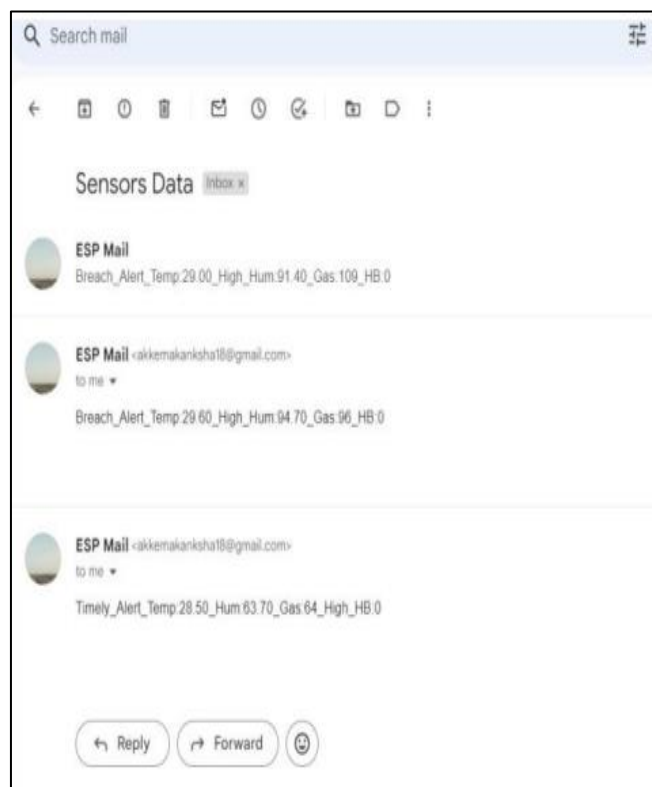 Search mail
Sensors Data Inbox x
ESP Mail
Breach_Alert_Temp:29.00_High_Hum:91.40_Gas:109_HB:0
ESP Mail <akkemakanksha18@gmail.com>
to me
Breach_Alert_Temp:29.60_High_Hum:94.70_Gas:96_HB:0
ESP Mail <akkemakanksha18@gmail.com>
to me
Timely_Alert_Temp:28.50_Hum:63.70_Gas:64_High_HB:0
Reply Forward